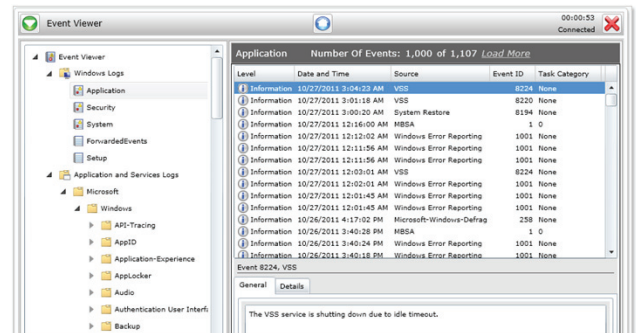 Event Viewer
00:00:53
Connected
Event Viewer
Windows Logs
Application
Security
System
ForwardedEvents
Setup
Application and Services Logs
Microsoft
Windows
API-Tracing
AppID
Application-Experience
AppLocker
Audio
Authentication User Interfa
Backup
Application Number Of Events: 1,000 of 1,107 Load More
Level Date and Time Source Event ID Task Category
Information 10/27/2011 3:04:23 AM VSS 8224 None
Information 10/27/2011 3:01:18 AM VSS 8220 None
Information 10/27/2011 3:00:20 AM System Restore 8194 None
Information 10/27/2011 12:16:00 AM MBSA 1 0
Information 10/27/2011 12:12:02 AM Windows Error Reporting 1001 None
Information 10/27/2011 12:11:56 AM Windows Error Reporting 1001 None
Information 10/27/2011 12:11:56 AM Windows Error Reporting 1001 None
Information 10/27/2011 12:03:01 AM VSS 8224 None
Information 10/27/2011 12:02:01 AM Windows Error Reporting 1001 None
Information 10/27/2011 12:01:45 AM Windows Error Reporting 1001 None
Information 10/27/2011 12:01:45 AM Windows Error Reporting 1001 None
Information 10/26/2011 4:17:02 PM Microsoft-Windows-Defrag 258 None
Information 10/26/2011 3:40:28 PM MBSA 1 0
Information 10/26/2011 3:40:24 PM Windows Error Reporting 1001 None
Information 10/26/2011 3:40:18 PM Windows Error Reporting 1001 None
Event 8224, VSS
General Details
The VSS service is shutting down due to idle timeout.